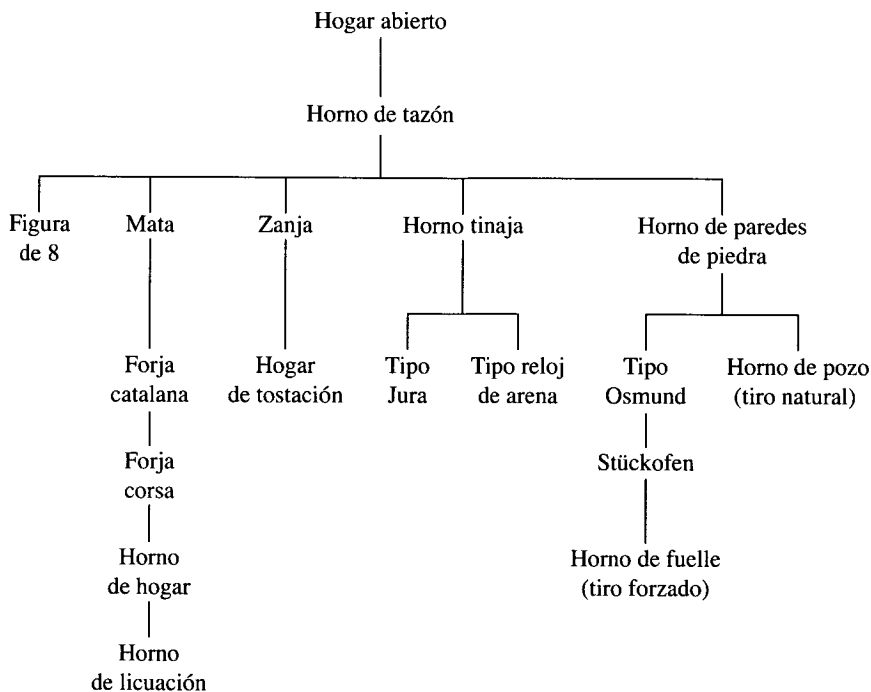 Hogar abierto
Horno de tazón
Figura
de 8
Mata
Zanja
Horno tinaja
Horno de paredes
de piedra
Forja
catalana
Hogar
de tostación
Tipo
Jura
Tipo reloj
de arena
Tipo
Osmund
Horno de pozo
(tiro natural)
Forja
corsa
Stückofen
Horno
de hogar
Horno de fuelle
(tiro forzado)
Horno
de licuación